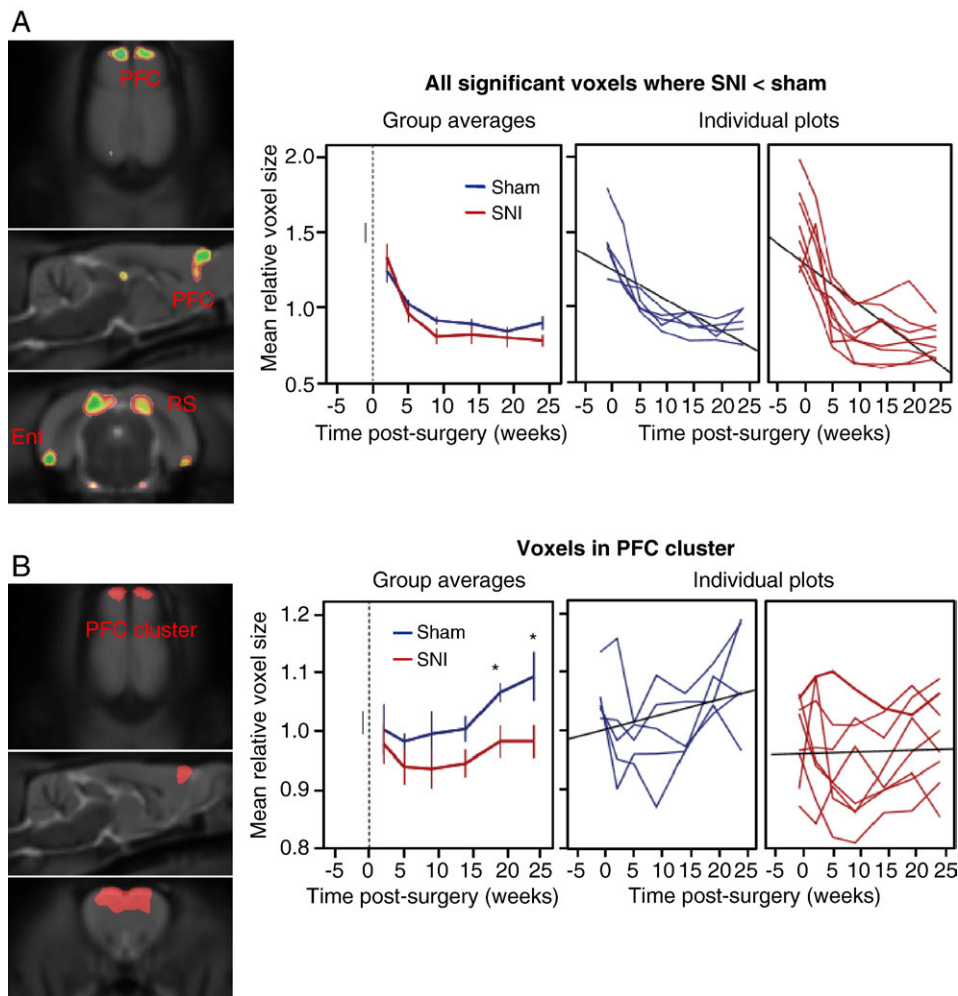 A
PFC
PFC
RS
Ent
All significant voxels where SNI < sham
Group averages
Individual plots
Mean relative voxel size
2.0
1.5
1.0
0.5
Sham
SNI
-5 0 5 10 15 20 25
-5 0 5 10 15 20 25
-5 0 5 10 15 20 25
Time post-surgery (weeks)
Time post-surgery (weeks)
B
PFC cluster
Voxels in PFC cluster
Group averages
Individual plots
Mean relative voxel size
1.2
1.1
1.0
0.9
0.8
Sham
SNI
*
*
-5 0 5 10 15 20 25
-5 0 5 10 15 20 25
-5 0 5 10 15 20 25
Time post-surgery (weeks)
Time post-surgery (weeks)